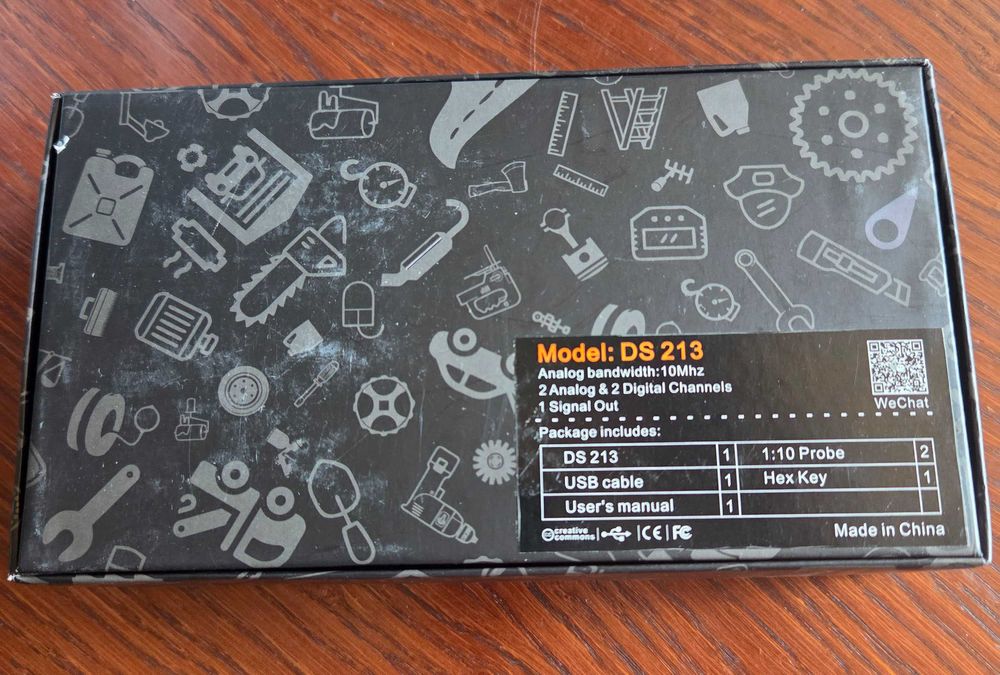 Model: DS 213
Analog bandwidth:10Mhz
2 Analog & 2 Digital Channels
1 Signal Out
WeChat
Package includes:
DS 213 1 1:10 Probe 2
USB cable 1 Hex Key 1
User's manual 1
creative commons CE FC
Made in China